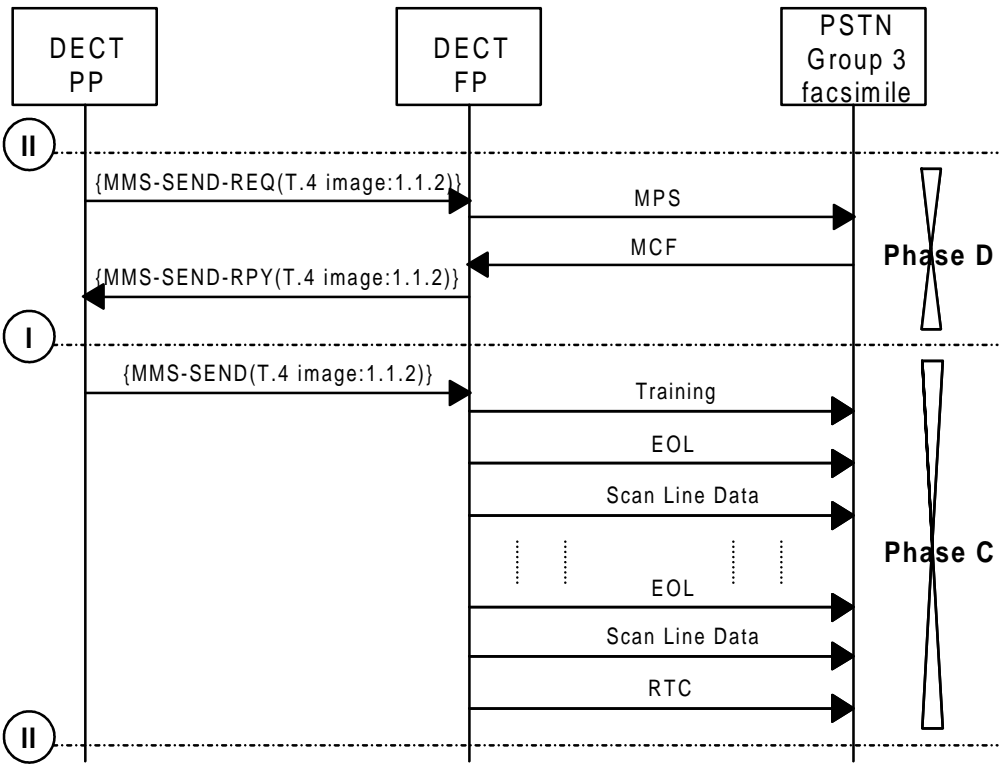 DECT
PP
DECT
FP
PSTN
Group 3
facsimile
II
{MMS-SEND-REQ(T.4 image:1.1.2)}
MPS
MCF
Phase D
{MMS-SEND-RPY(T.4 image:1.1.2)}
I
{MMS-SEND(T.4 image:1.1.2)}
Training
EOL
Scan Line Data
Phase C
EOL
Scan Line Data
RTC
II